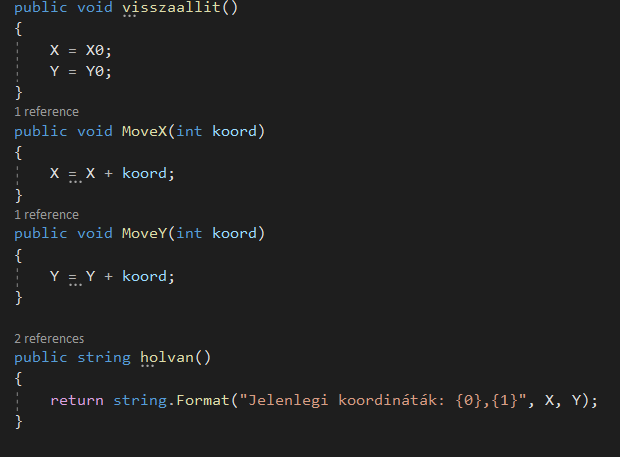 public void visszaallit()
{
X = X0;
Y = Y0;
}
1 reference
public void MoveX(int koord)
{
X = X + koord;
}
1 reference
public void MoveY(int koord)
{
Y = Y + koord;
}
2 references
public string holvan()
{
return string.Format("Jelenlegi koordináták: {0},{1}", X, Y);
}